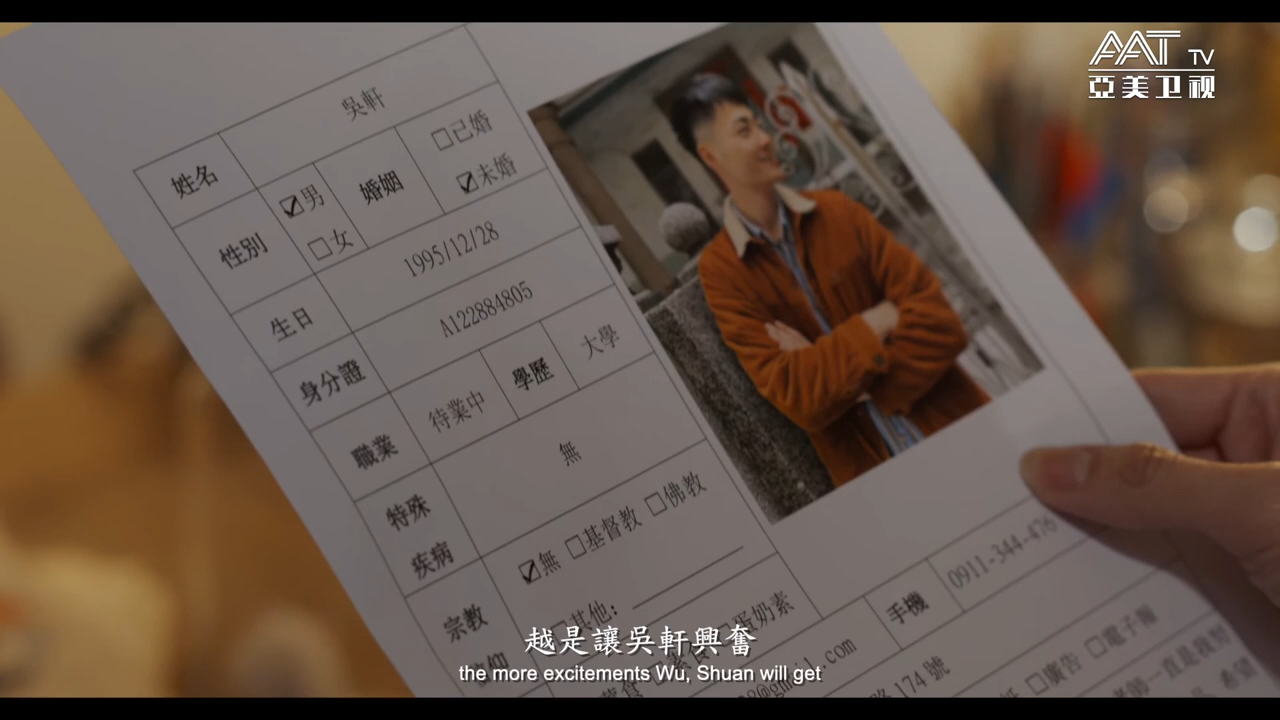 AAT TV
亞美卫视
姓名 吳軒
性別 ☑男 □女 婚姻 □已婚 ☑未婚
生日 1995/12/28
身分證 A122884805
職業 待業中 學歷 大學
特殊疾病 無
宗教 ☑無 □基督教 □佛教
其他:
蛋奶素
手機 0911-344-476
@gmail.com
174 號
□廣告 □電子報
越是讓吳軒興奮
the more excitements Wu, Shuan will get